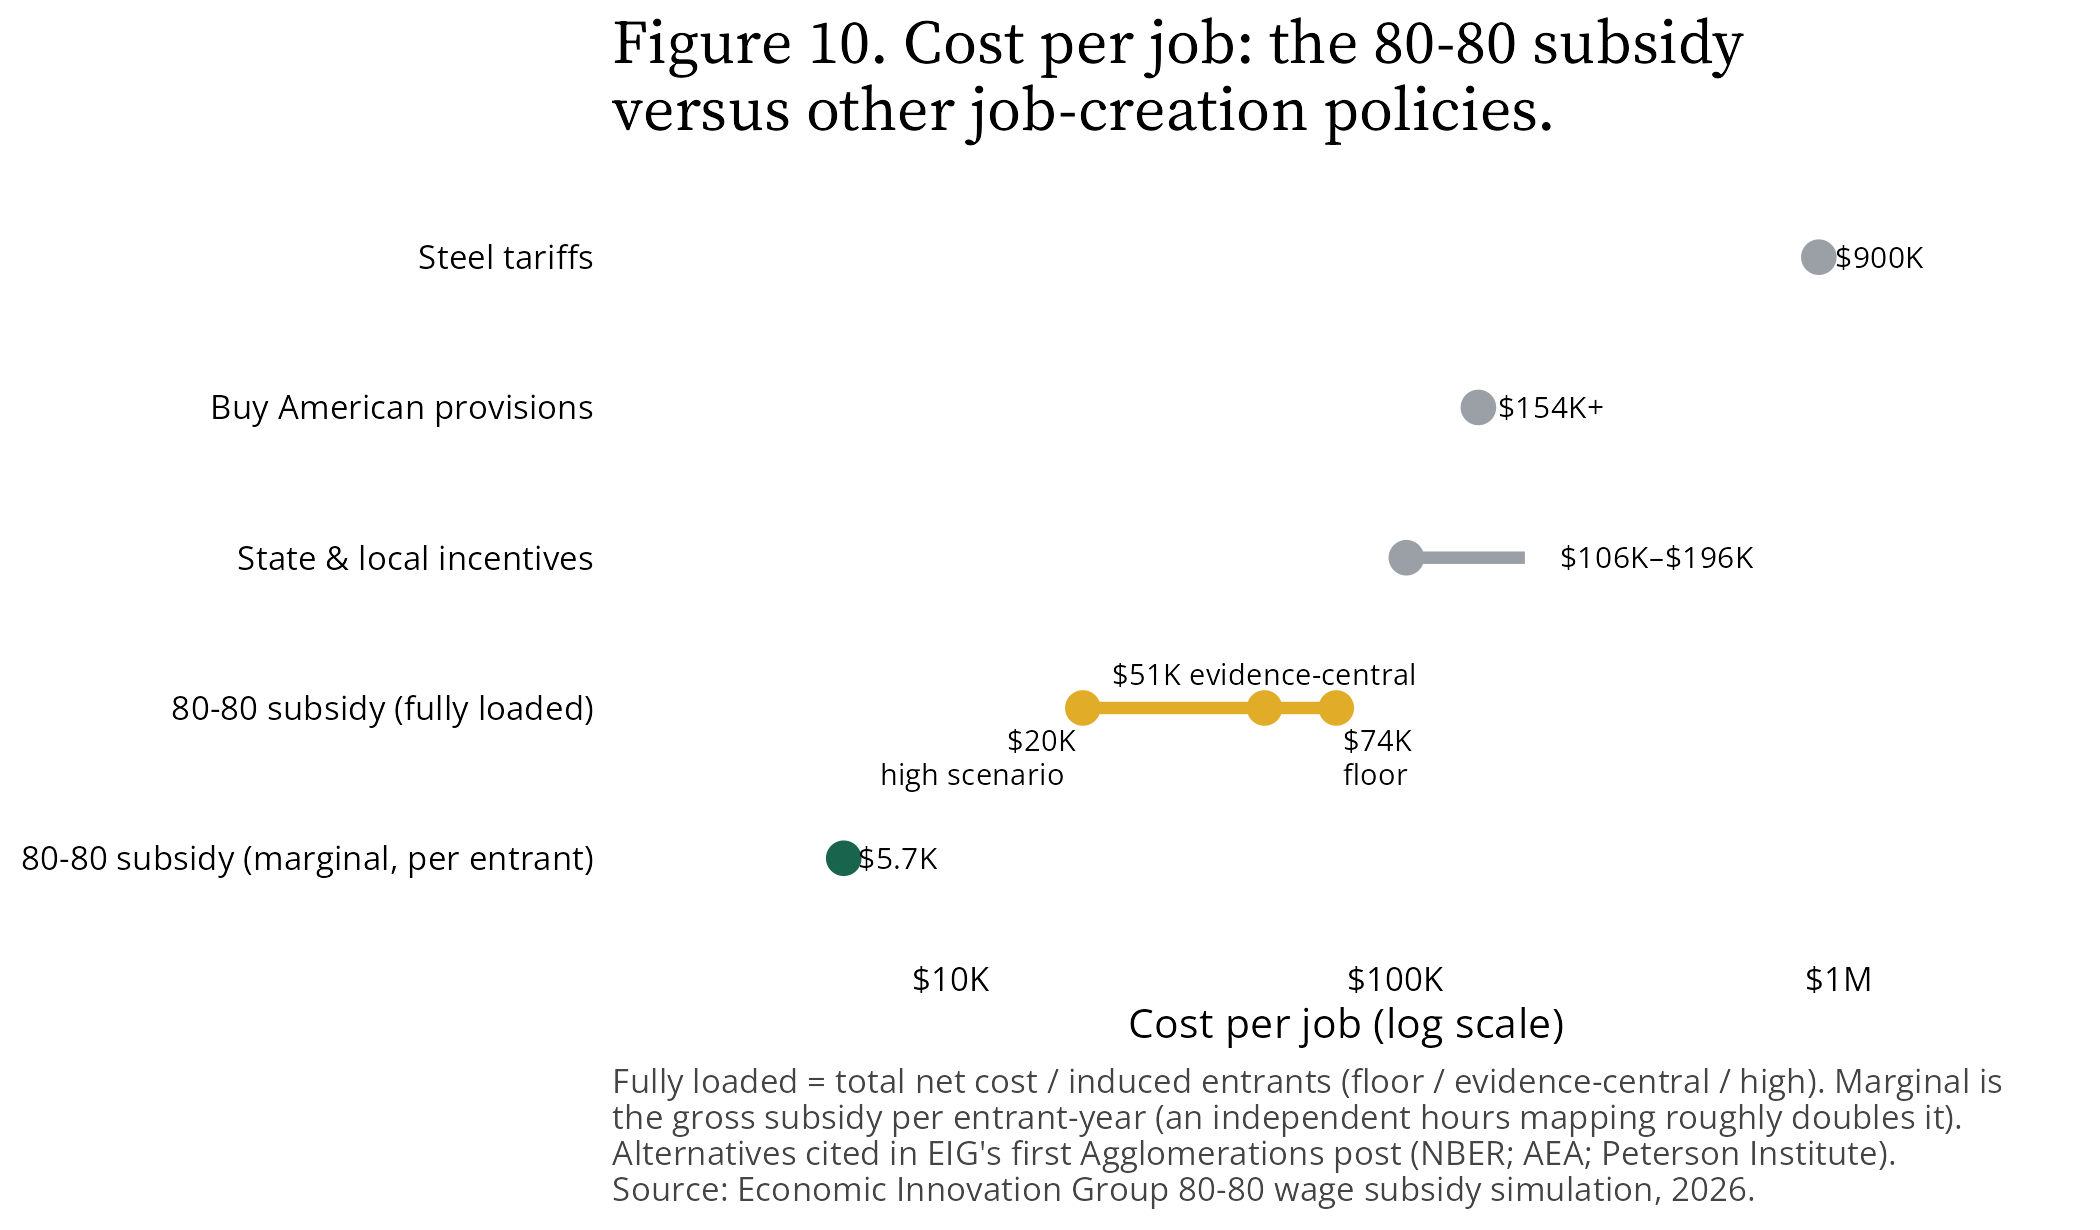 Figure 10. Cost per job: the 80-80 subsidy
versus other job-creation policies.
Steel tariffs
$900K
Buy American provisions
$154K+
State & local incentives
$106K–$196K
$51K evidence-central
80-80 subsidy (fully loaded)
$20K
high scenario
$74K
floor
80-80 subsidy (marginal, per entrant)
$5.7K
$10K
$100K
$1M
Cost per job (log scale)
Fully loaded = total net cost / induced entrants (floor / evidence-central / high). Marginal is
the gross subsidy per entrant-year (an independent hours mapping roughly doubles it).
Alternatives cited in EIG's first Agglomerations post (NBER; AEA; Peterson Institute).
Source: Economic Innovation Group 80-80 wage subsidy simulation, 2026.